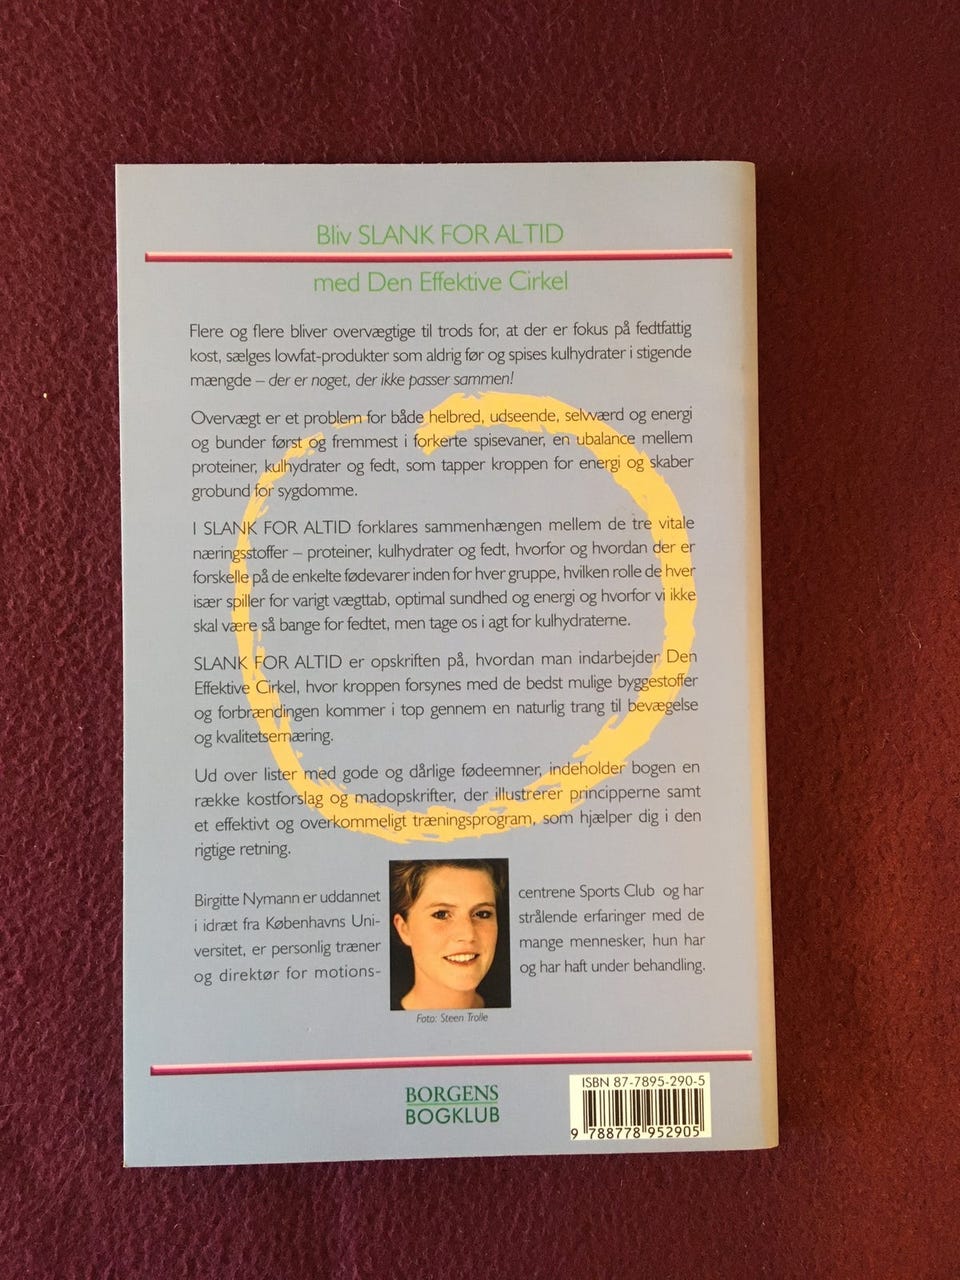 Bliv SLANK FOR ALTID
med Den Effektive Cirkel
Flere og flere bliver overvægtige til trods for, at der er fokus på fedtfattig
kost, sælges lowfat-produkter som aldrig før og spises kulhydrater i stigende
mængde – der er noget, der ikke passer sammen!
Overvægt er et problem for både helbred, udseende, selvværd og energi
og bunder først og fremmest i forkerte spisevaner, en ubalance mellem
proteiner, kulhydrater og fedt, som tapper kroppen for energi og skaber
grobund for sygdomme.
I SLANK FOR ALTID forklares sammenhængen mellem de tre vitale
næringsstoffer – proteiner, kulhydrater og fedt, hvorfor og hvordan der er
forskelle på de enkelte fødevarer inden for hver gruppe, hvilken rolle de hver
især spiller for varigt vægttab, optimal sundhed og energi og hvorfor vi ikke
skal være så bange for fedtet, men tage os i agt for kulhydraterne.
SLANK FOR ALTID er opskriften på, hvordan man indarbejder Den
Effektive Cirkel, hvor kroppen forsynes med de bedst mulige byggestoffer
og forbrændingen kommer i top gennem en naturlig trang til bevægelse
og kvalitetsernæring.
Ud over lister med gode og dårlige fødeemner, indeholder bogen en
række kostforslag og madopskrifter, der illustrerer principperne samt
et effektivt og overkommeligt træningsprogram, som hjælper dig i den
rigtige retning.
Birgitte Nymann er uddannet
i idræt fra Københavns Uni-
versitet, er personlig træner
og direktør for motions-
centrene Sports Club og har
strålende erfaringer med de
mange mennesker, hun har
og har haft under behandling.
Foto: Steen Trolle
BORGENS
BOGKLUB
ISBN 87-7895-290-5
9 788778 952905